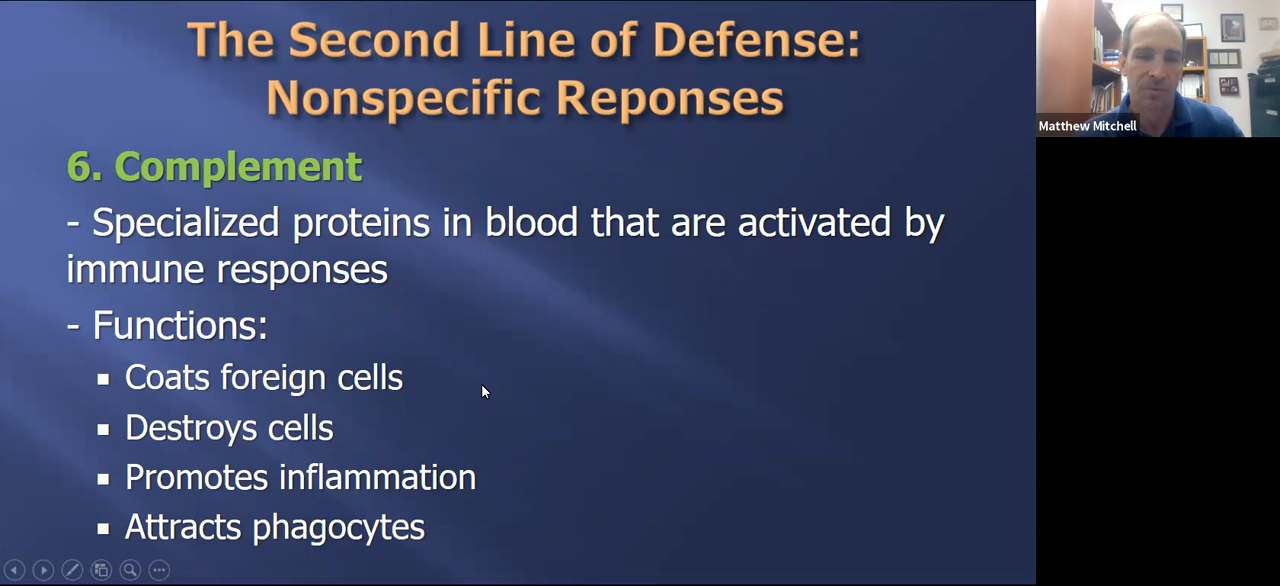 The Second Line of Defense:
Nonspecific Reponses
6. Complement
- Specialized proteins in blood that are activated by
immune responses
- Functions:
▪ Coats foreign cells
▪ Destroys cells
▪ Promotes inflammation
▪ Attracts phagocytes
Matthew Mitchell